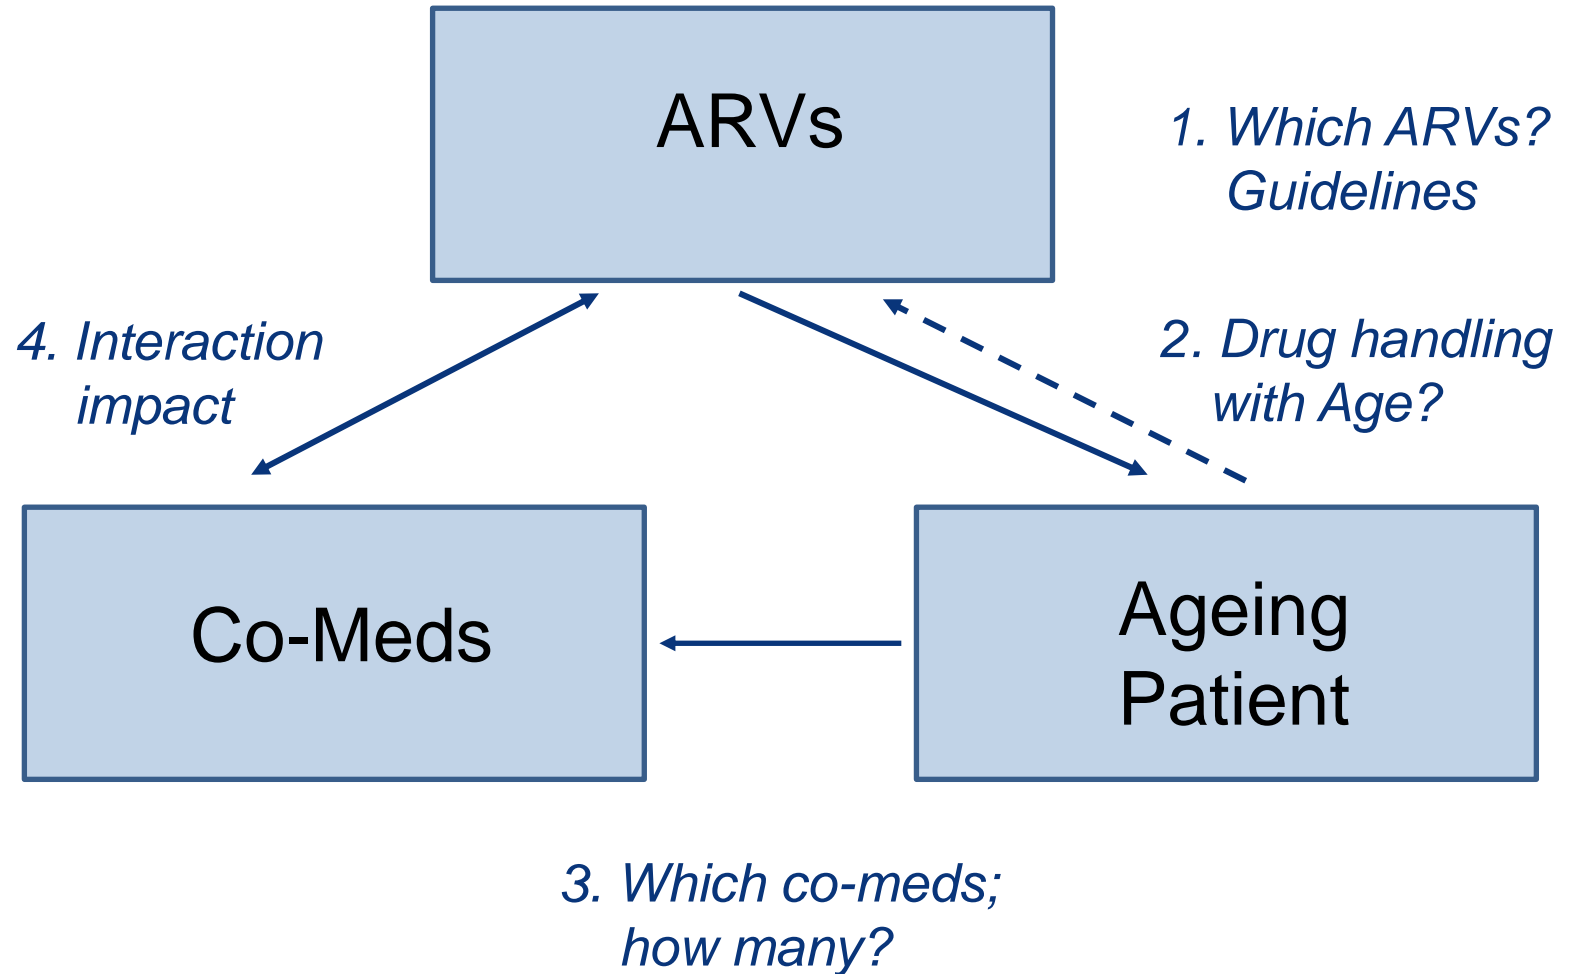 ARVs
1. Which ARVs?
Guidelines
4. Interaction
impact
2. Drug handling
with Age?
Co-Meds
Ageing
Patient
3. Which co-meds;
how many?